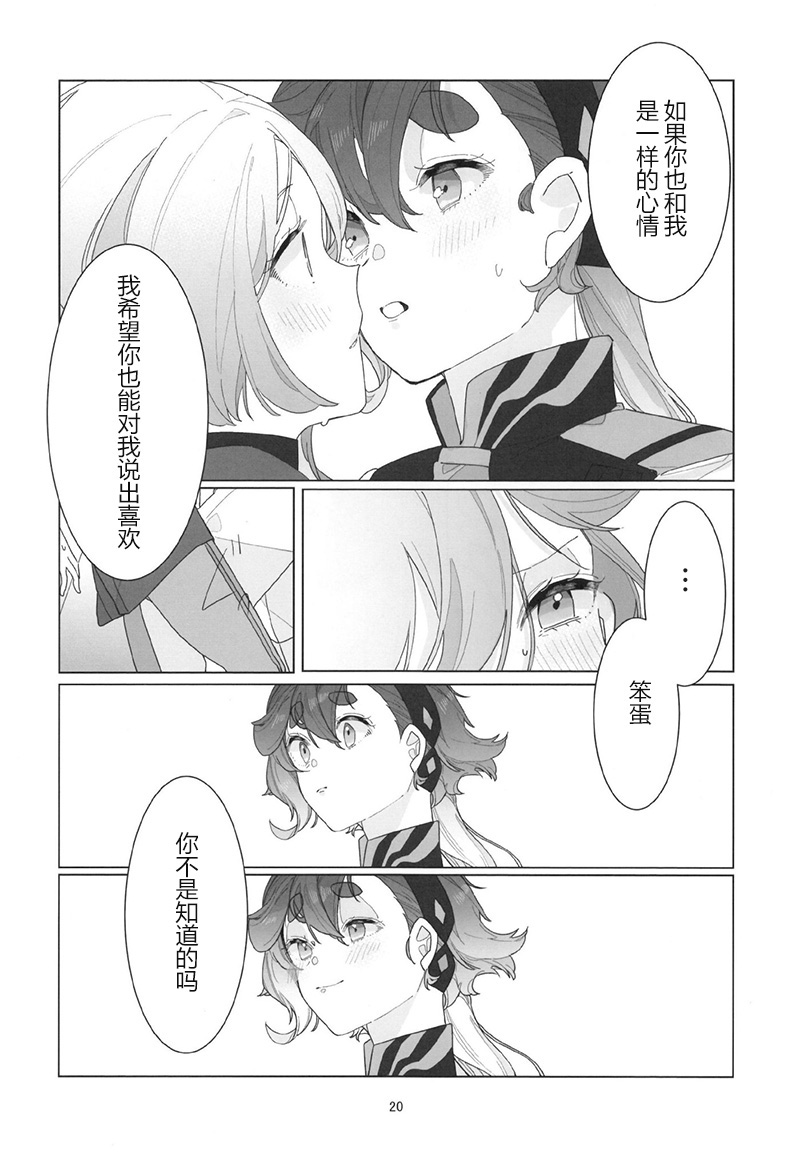 如果你也和我
是一样的心情
我希望你也能对我说出喜欢
…
笨蛋
你不是知道的吗
20